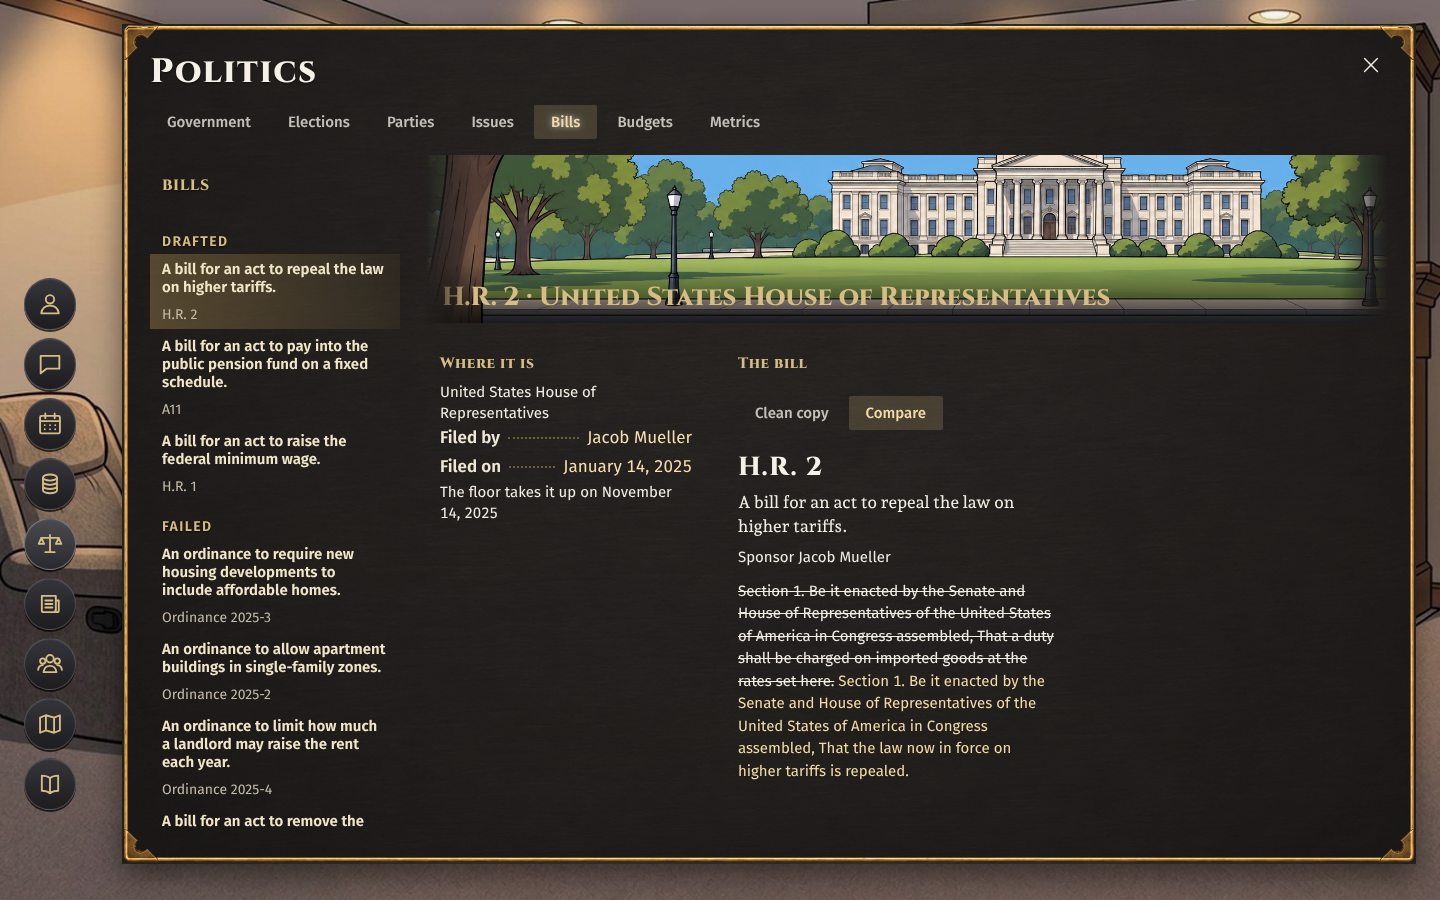 Politics
Government Elections Parties Issues Bills Budgets Metrics
Bills
DRAFTED
A bill for an act to repeal the law
on higher tariffs.
H.R. 2
A bill for an act to pay into the
public pension fund on a fixed
schedule.
A11
A bill for an act to raise the
federal minimum wage.
H.R. 1
FAILED
An ordinance to require new
housing developments to
include affordable homes.
Ordinance 2025-3
An ordinance to allow apartment
buildings in single-family zones.
Ordinance 2025-2
An ordinance to limit how much
a landlord may raise the rent
each year.
Ordinance 2025-4
A bill for an act to remove the
H.R. 2 · United States House of Representatives
Where it is
United States House of
Representatives
Filed by Jacob Mueller
Filed on January 14, 2025
The floor takes it up on November
14, 2025
The bill
Clean copy Compare
H.R. 2
A bill for an act to repeal the law on
higher tariffs.
Sponsor Jacob Mueller
Section 1. Be it enacted by the Senate and
House of Representatives of the United States
of America in Congress assembled, That a duty
shall be charged on imported goods at the
rates set here. Section 1. Be it enacted by the
Senate and House of Representatives of the
United States of America in Congress
assembled, That the law now in force on
higher tariffs is repealed.